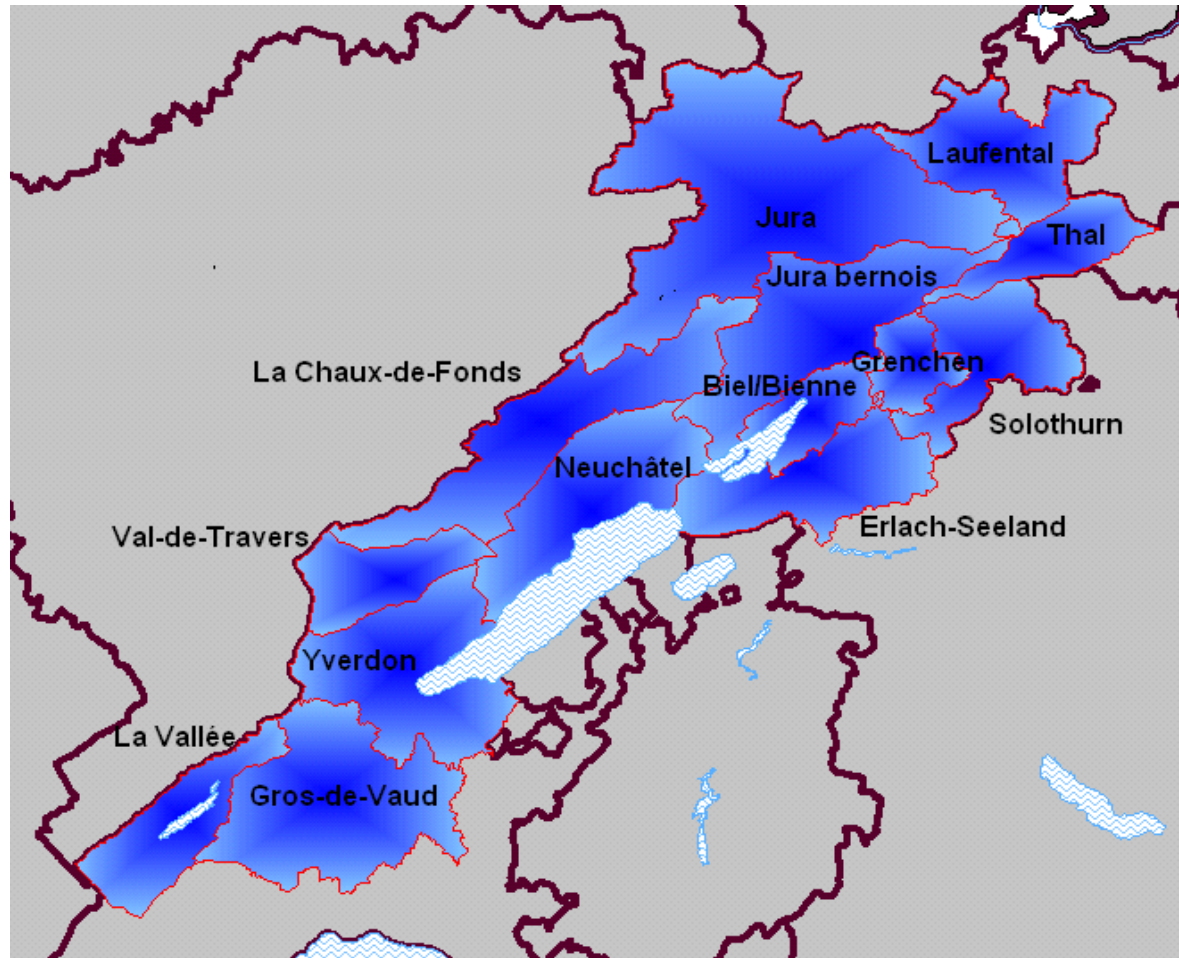 Laufental
Jura
Thal
Jura bernois
La Chaux-de-Fonds
Grenchen
Biel/Bienne
Solothurn
Neuchâtel
Erlach-Seeland
Val-de-Travers
Yverdon
La Vallée
Gros-de-Vaud